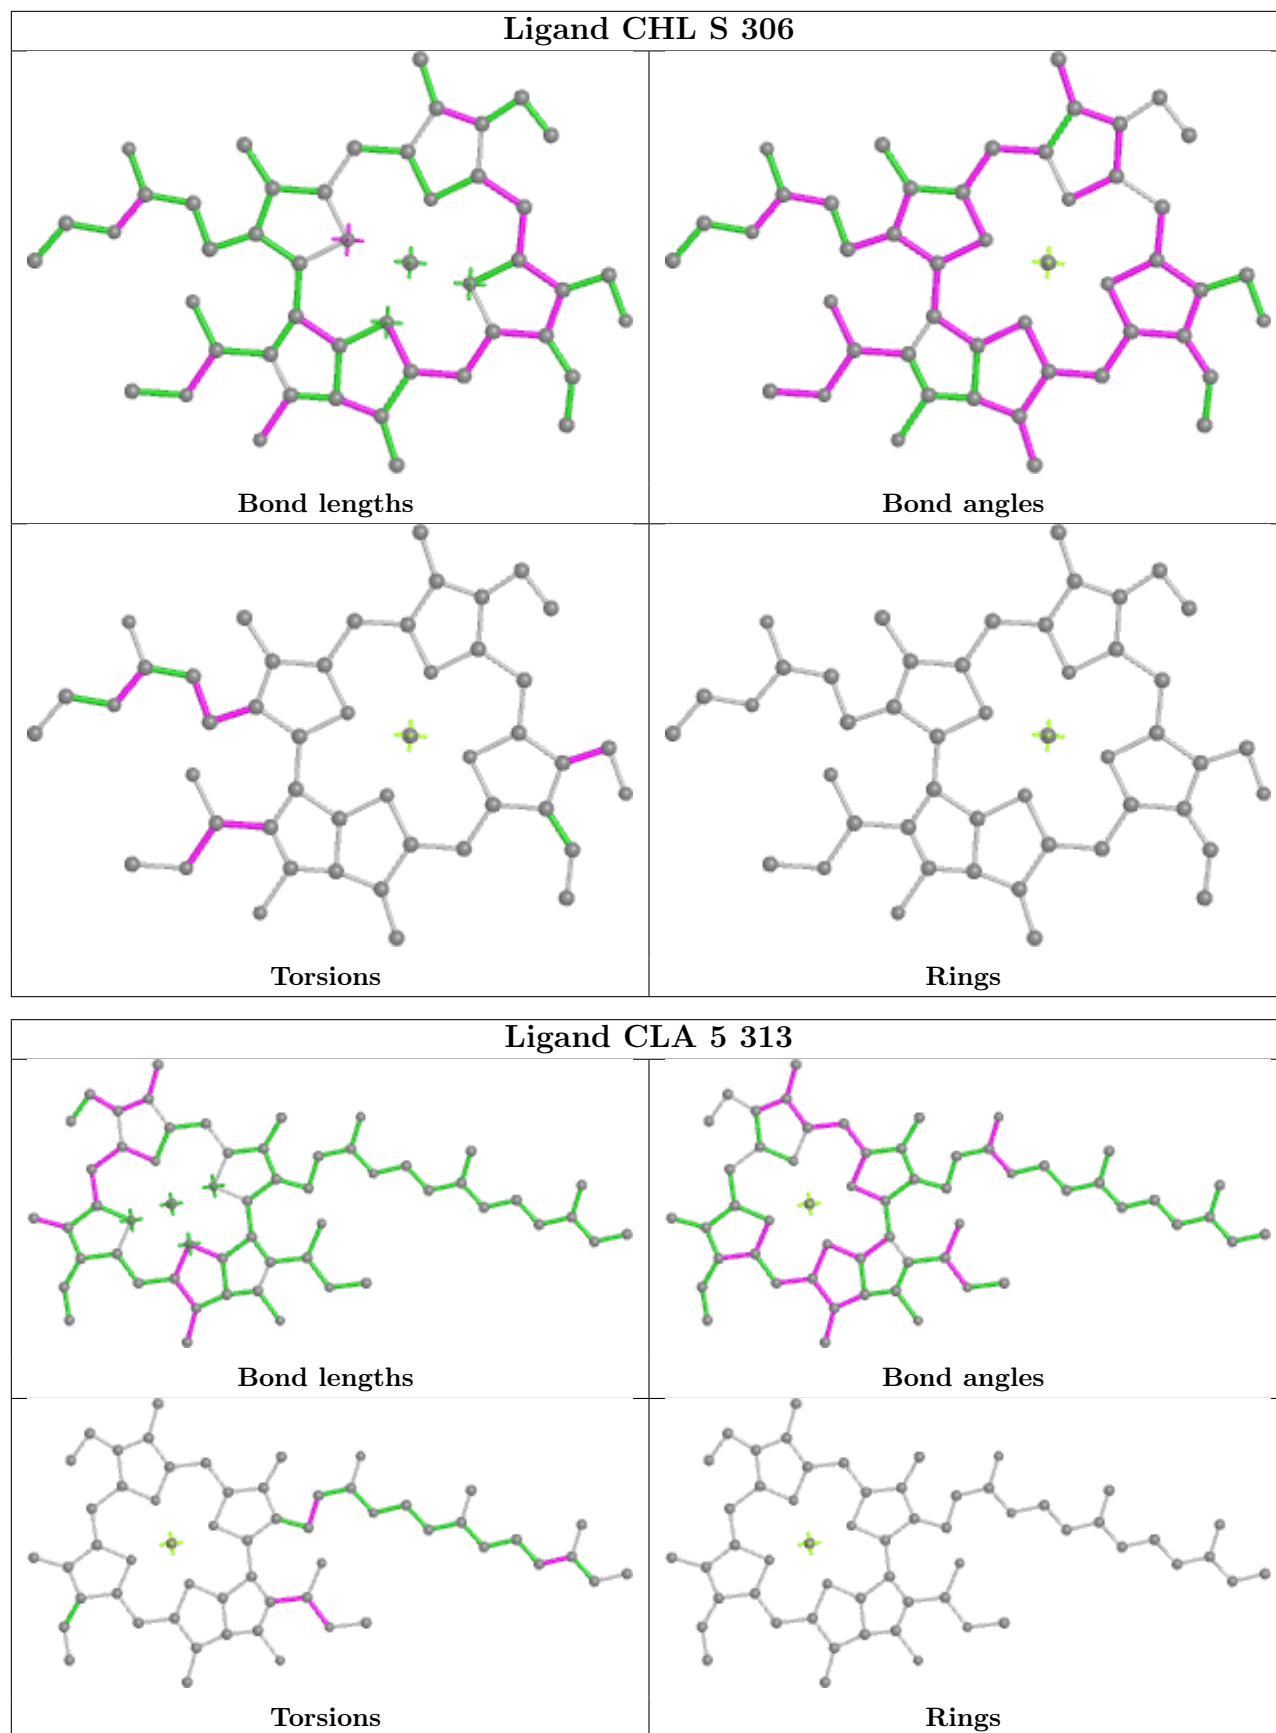 Ligand CHL S 306
Bond lengths
Bond angles
Torsions
Rings
Ligand CLA 5 313
Bond lengths
Bond angles
Torsions
Rings